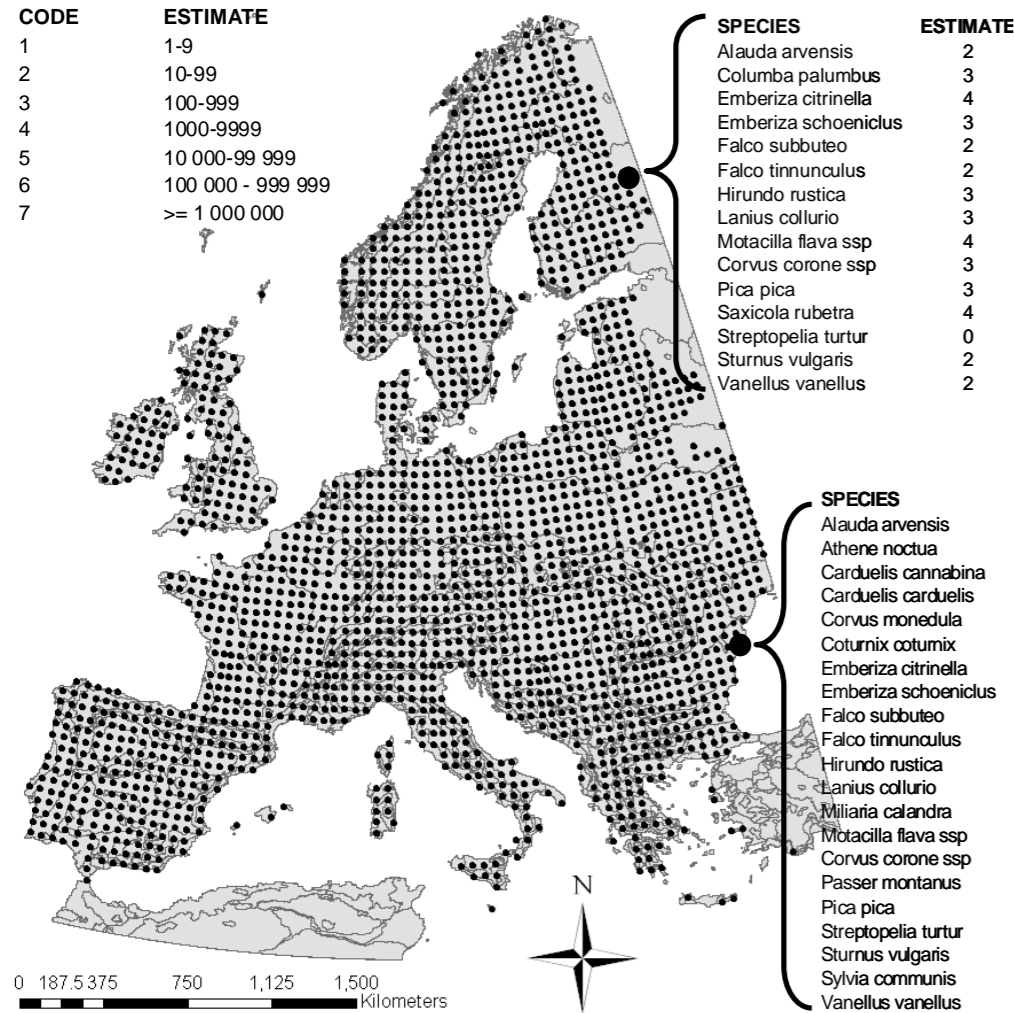 CODE ESTIMATE
1 1-9
2 10-99
3 100-999
4 1000-9999
5 10 000-99 999
6 100 000 - 999 999
7 >= 1 000 000
SPECIES ESTIMATE
Alauda arvensis 2
Columba palumbus 3
Emberiza citrinella 4
Emberiza schoeniclus 3
Falco subbuteo 2
Falco tinnunculus 2
Hirundo rustica 3
Lanius collurio 3
Motacilla flava ssp 4
Corvus corone ssp 3
Pica pica 3
Saxicola rubetra 4
Streptopelia turtur 0
Sturnus vulgaris 2
Vanellus vanellus 2
SPECIES
Alauda arvensis
Athene noctua
Carduelis cannabina
Carduelis carduelis
Corvus monedula
Coturnix coturnix
Emberiza citrinella
Emberiza schoeniclus
Falco subbuteo
Falco tinnunculus
Hirundo rustica
Lanius collurio
Miliaria calandra
Motacilla flava ssp
Corvus corone ssp
Passer montanus
Pica pica
Streptopelia turtur
Sturnus vulgaris
Sylvia communis
Vanellus vanellus
N
0 187.5 375 750 1,125 1,500
Kilometers